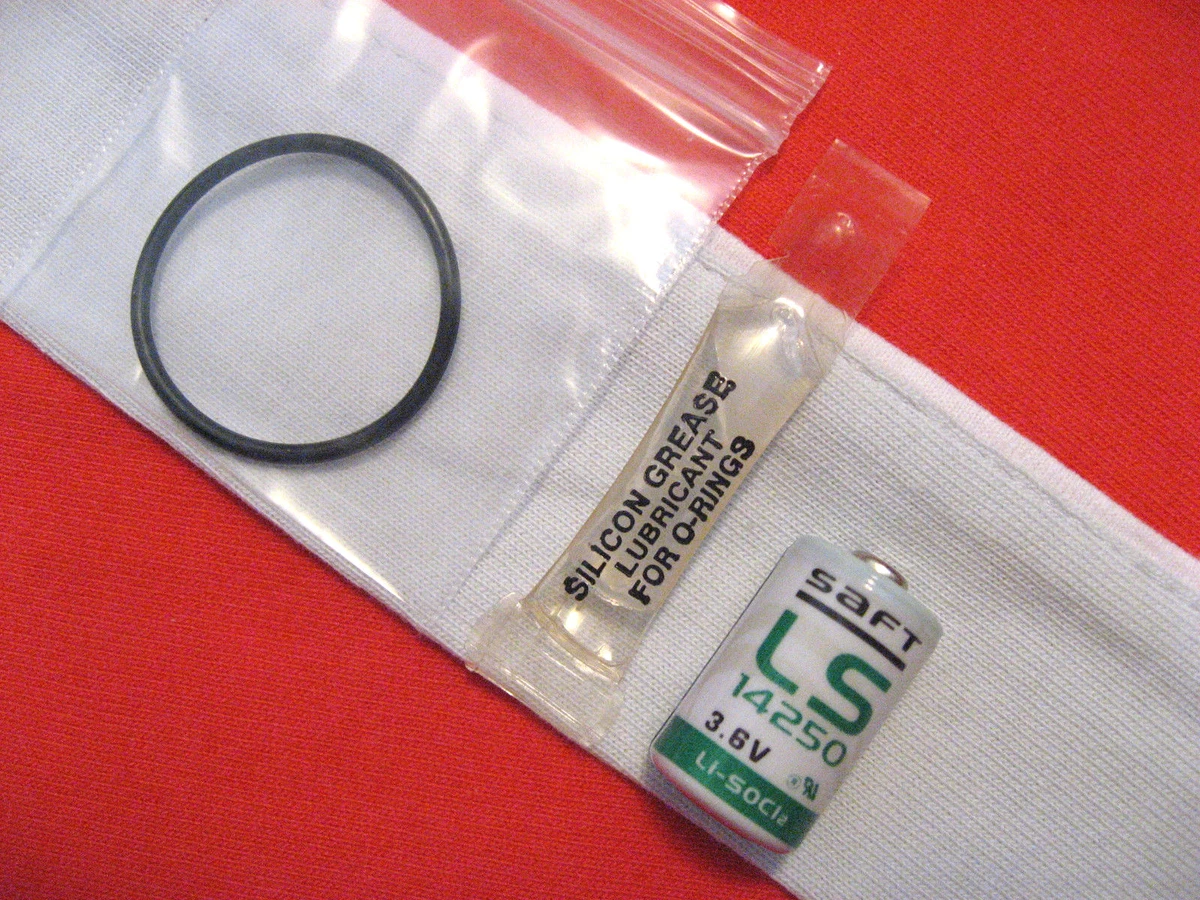 SILICON GREASE
LUBRICANT
FOR O-RINGS
saft
LS
14250
3.6V
Li-SOCl₂